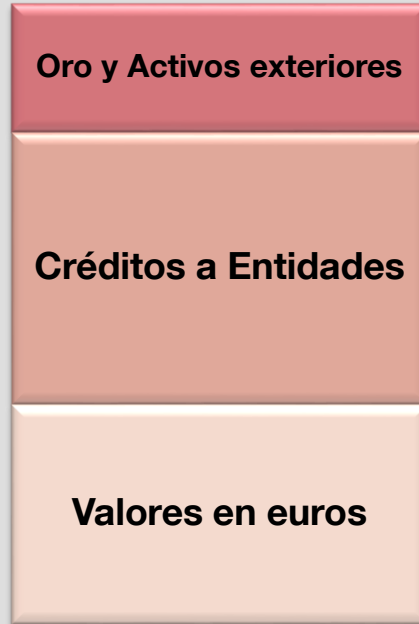 Oro y Activos exteriores
Créditos a Entidades
Valores en euros